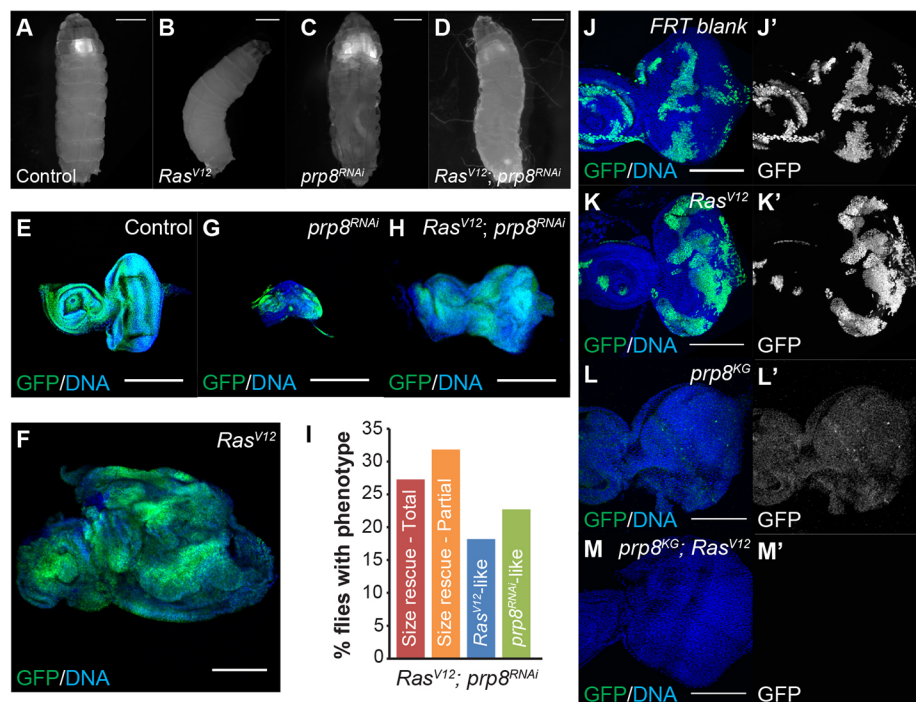 A
B
C
D
Control
Ras^V12
prp8^RNAi
Ras^V12; prp8^RNAi
E
Control
G
prp8^RNAi
H
Ras^V12; prp8^RNAi
GFP/DNA
GFP/DNA
GFP/DNA
F
Ras^V12
GFP/DNA
I
% flies with phenotype
35
30
25
20
15
10
5
0
Size rescue - Total
Size rescue - Partial
Ras^V12-like
prp8^RNAi-like
Ras^V12; prp8^RNAi
J
FRT blank
J'
GFP/DNA
GFP
K
Ras^V12
K'
GFP/DNA
GFP
L
prp8^KG
L'
GFP/DNA
GFP
M
prp8^KG; Ras^V12
M'
GFP/DNA
GFP